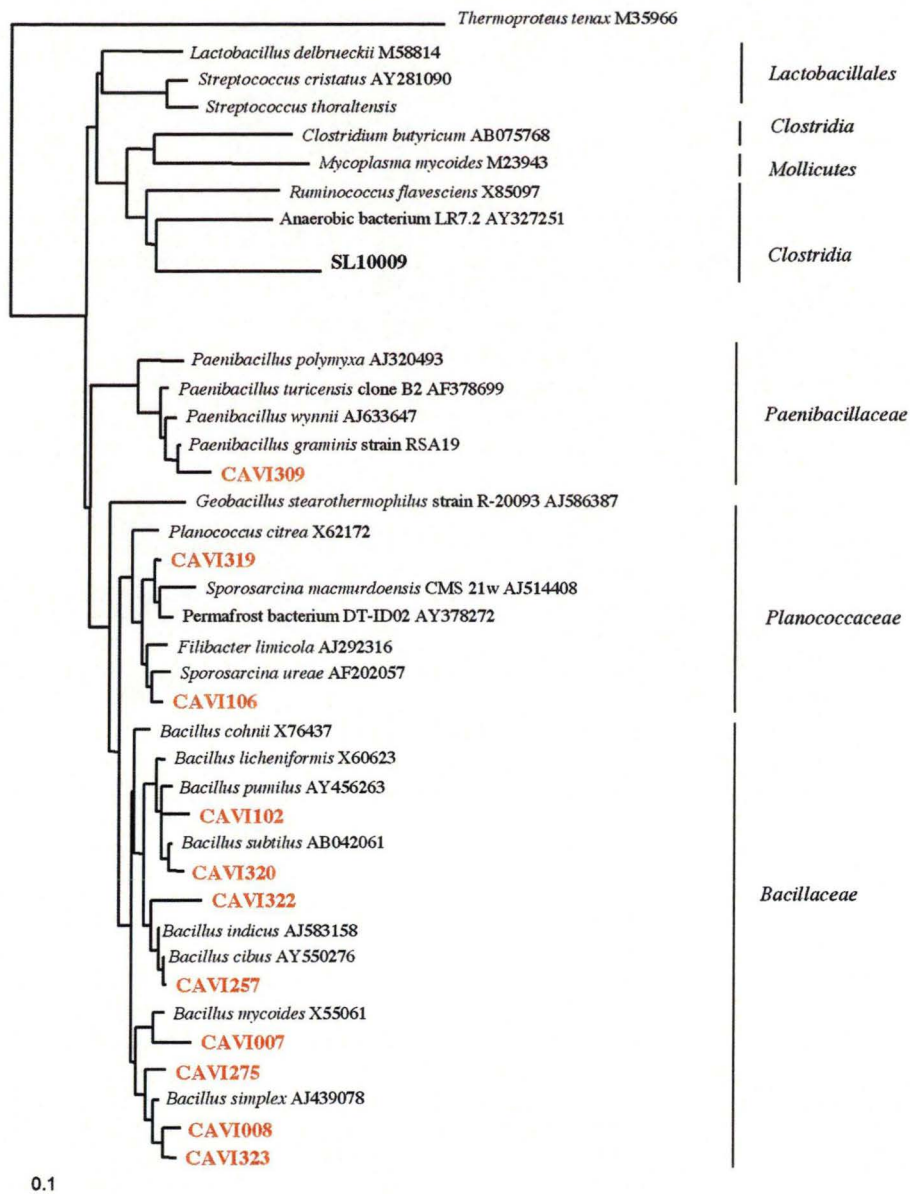 Thermoproteus tenax M35966
Lactobacillus delbrueckii M58814
Streptococcus cristatus AY281090
Streptococcus thoraltensis
Lactobacillales
Clostridium butyricum AB075768
Clostridia
Mycoplasma mycoides M23943
Mollicutes
Ruminococcus flavesciens X85097
Anaerobic bacterium LR7.2 AY327251
SL10009
Clostridia
Paenibacillus polymyxa AJ320493
Paenibacillus turicensis clone B2 AF378699
Paenibacillus wynnii AJ633647
Paenibacillus graminis strain RSA19
CAVI309
Paenibacillaceae
Geobacillus stearothermophilus strain R-20093 AJ586387
Planococcus citrea X62172
CAVI319
Sporosarcina macmurdoensis CMS 21w AJ514408
Permafrost bacterium DT-ID02 AY378272
Filibacter limicola AJ292316
Sporosarcina ureae AF202057
CAVI106
Planococcaceae
Bacillus cohnii X76437
Bacillus licheniformis X60623
Bacillus pumilus AY456263
CAVI102
Bacillus subtilus AB042061
CAVI320
CAVI322
Bacillus indicus AJ583158
Bacillus cibus AY550276
CAVI257
Bacillus mycoides X55061
CAVI007
CAVI275
Bacillus simplex AJ439078
CAVI008
CAVI323
Bacillaceae
0.1